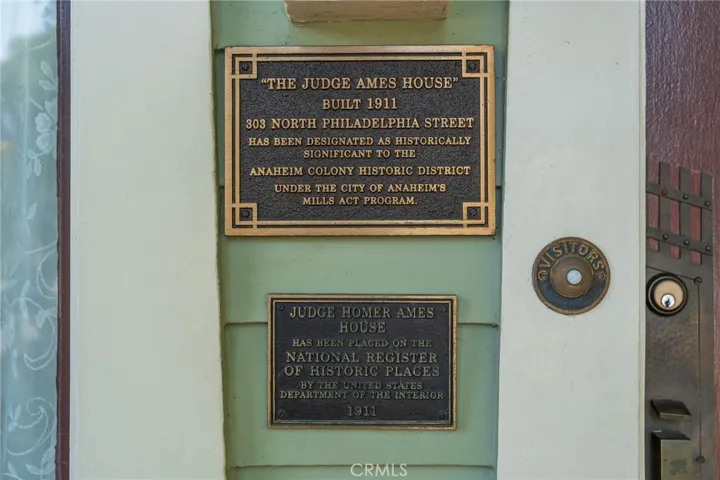 "THE JUDGE AMES HOUSE"
BUILT 1911
303 NORTH PHILADELPHIA STREET
HAS BEEN DESIGNATED AS HISTORICALLY
SIGNIFICANT TO THE
ANAHEIM COLONY HISTORIC DISTRICT
UNDER THE CITY OF ANAHEIM'S
MILLS ACT PROGRAM.
VISITORS
JUDGE HOMER AMES
HOUSE
HAS BEEN PLACED ON THE
NATIONAL REGISTER
OF HISTORIC PLACES
BY THE UNITED STATES
DEPARTMENT OF THE INTERIOR
1911
CRMLS